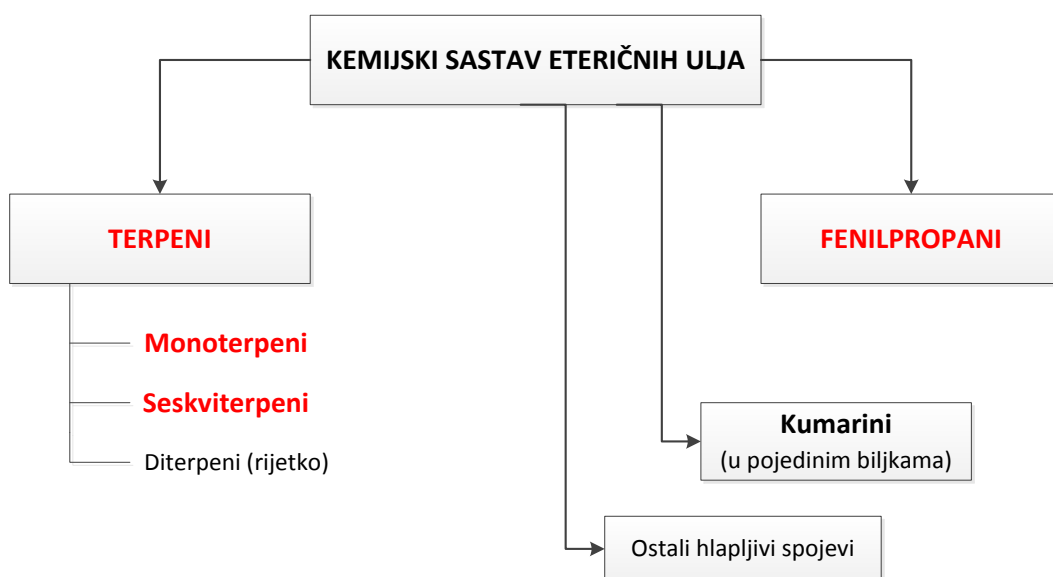 KEMIJSKI SASTAV ETERIČNIH ULJA
TERPENI
FENILPROPANI
Monoterpeni
Seskviterpeni
Diterpeni (rijetko)
Kumarini
(u pojedinim biljkama)
Ostali hlapljivi spojevi